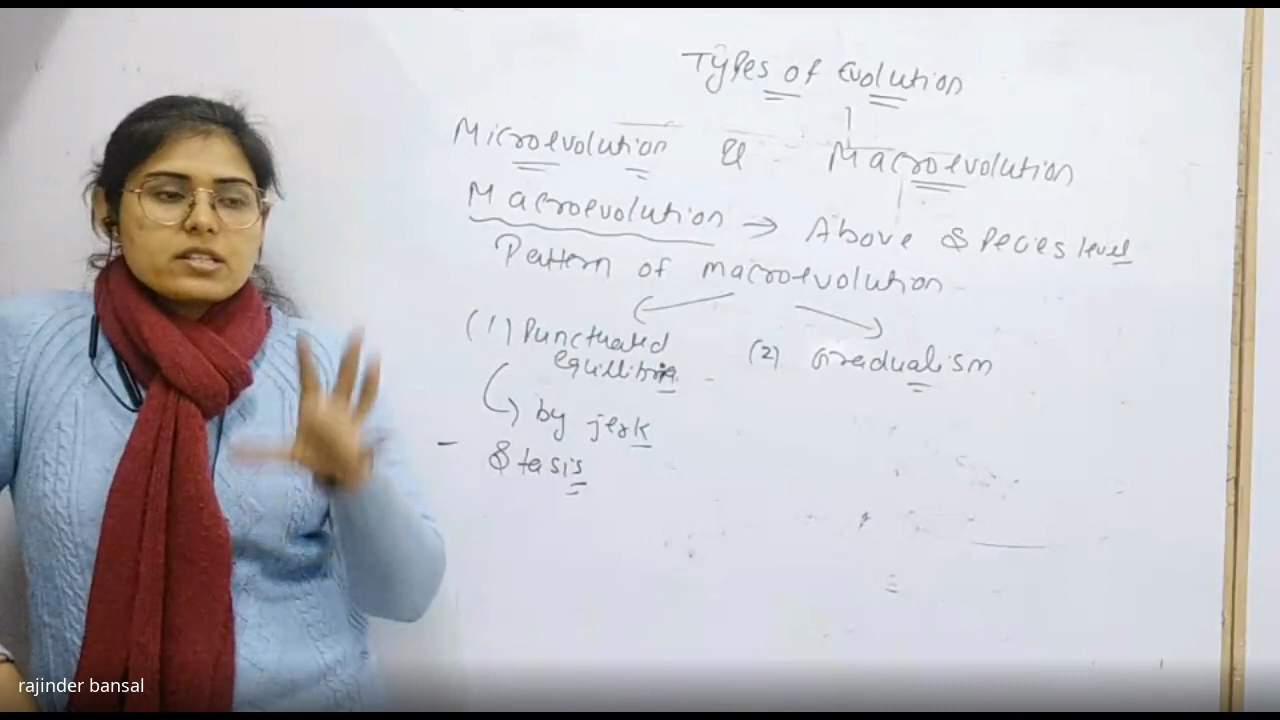 Types of Evolution
Microevolution & Macroevolution
Macroevolution → Above Species level
Pattern of macroevolution
(1) Punctuated equillibria (2) Gradualism
by jerk
- Stasis
rajinder bansal